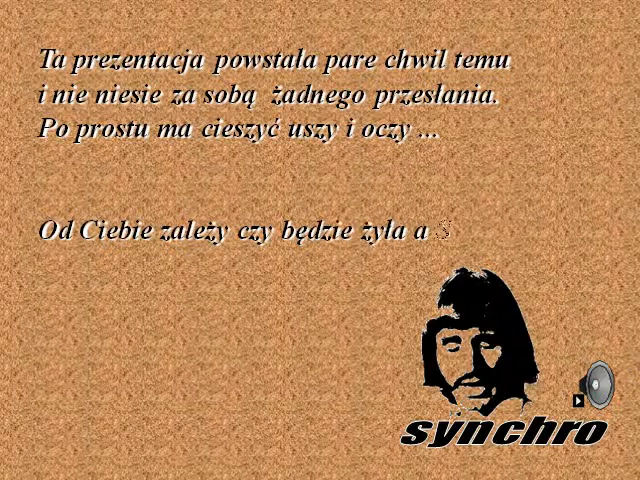 Ta prezentacja powstała pare chwil temu
i nie niesie za sobą żadnego przesłania.
Po prostu ma cieszyć uszy i oczy ...
Od Ciebie zależy czy będzie żyła a
synchro